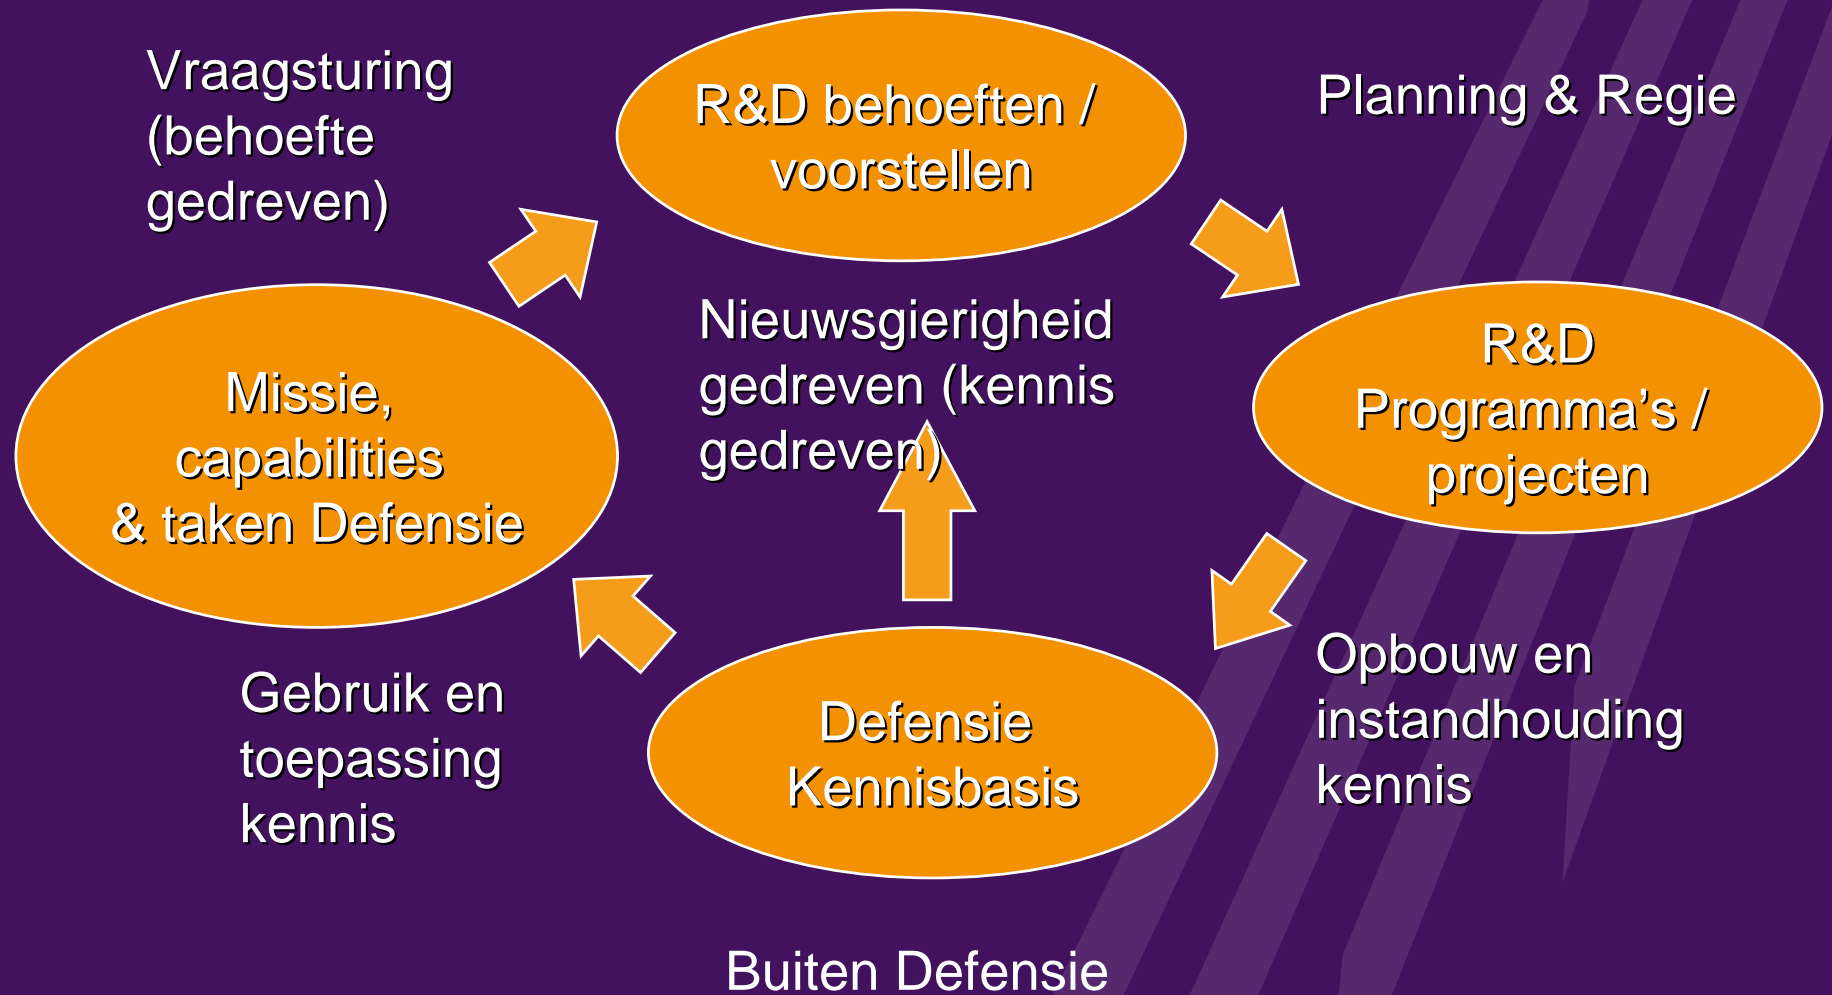 Vraagsturing
(behoefte
gedreven)
R&D behoeften /
voorstellen
Planning & Regie
Missie,
capabilities
& taken Defensie
Nieuwsgierigheid
gedreven (kennis
gedreven)
R&D
Programma’s /
projecten
Gebruik en
toepassing
kennis
Defensie
Kennisbasis
Opbouw en
instandhouding
kennis
Buiten Defensie